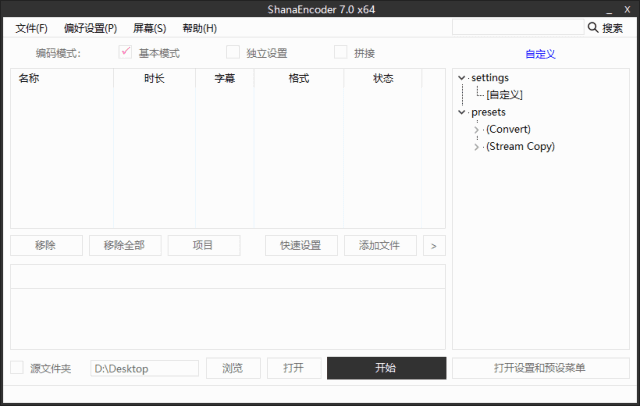 ShanaEncoder 7.0 x64 _ X
文件(F) 偏好设置(P) 屏幕(S) 帮助(H) 搜索
编码模式: 基本模式 独立设置 拼接 自定义
名称 时长 字幕 格式 状态
settings
[自定义]
presets
(Convert)
(Stream Copy)
移除 移除全部 项目 快速设置 添加文件 >
源文件夹 D:\Desktop 浏览 打开 开始 打开设置和预设菜单